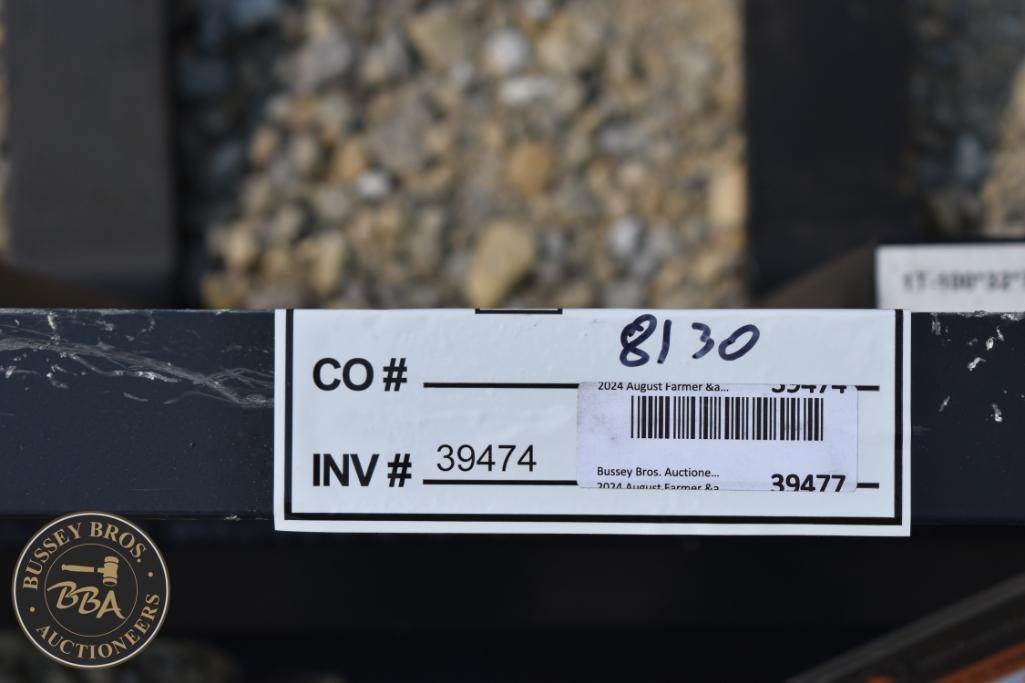 8130
CO #
2024 August Farmer &a... 39474
INV # 39474
Bussey Bros. Auctione... 39477
2024 August Farmer &a
BUSSEY BROS.
BBA
AUCTIONEERS